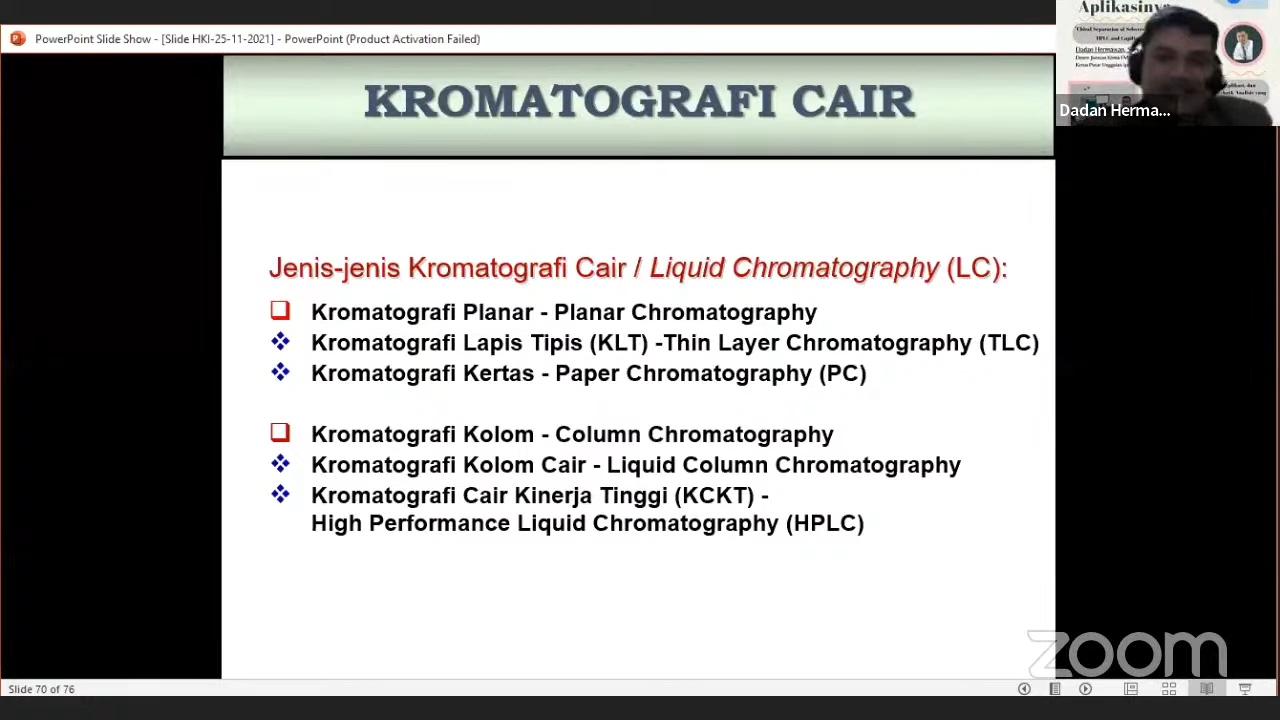 PowerPoint Slide Show - [Slide HKI-25-11-2021] - PowerPoint (Product Activation Failed)
Aplikasinya
Dadan Herma...
KROMATOGRAFI CAIR
Jenis-jenis Kromatografi Cair / Liquid Chromatography (LC):
Kromatografi Planar - Planar Chromatography
Kromatografi Lapis Tipis (KLT) -Thin Layer Chromatography (TLC)
Kromatografi Kertas - Paper Chromatography (PC)
Kromatografi Kolom - Column Chromatography
Kromatografi Kolom Cair - Liquid Column Chromatography
Kromatografi Cair Kinerja Tinggi (KCKT) -
High Performance Liquid Chromatography (HPLC)
zoom
Slide 70 of 76